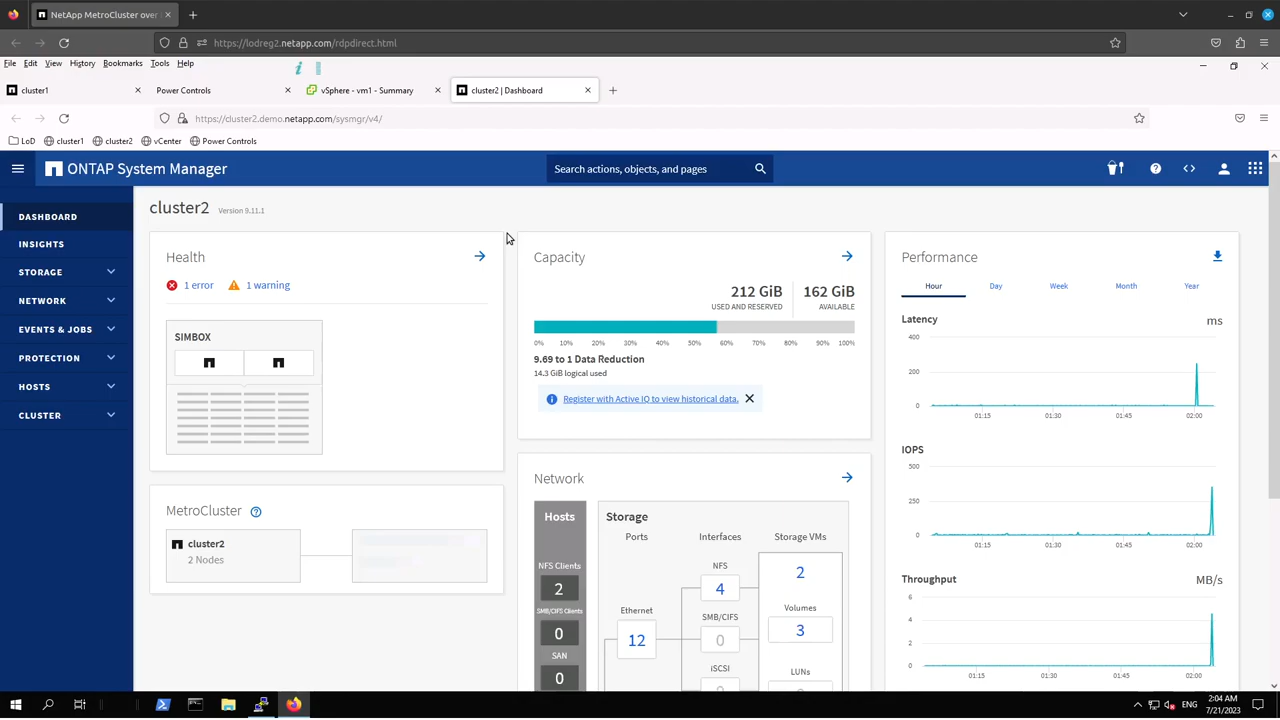 NetApp MetroCluster over
https://lodreg2.netapp.com/rdpdirect.html
File Edit View History Bookmarks Tools Help
cluster1
Power Controls
vSphere - vm1 - Summary
cluster2 | Dashboard
https://cluster2.demo.netapp.com/sysmgr/v4/
LoD cluster1 cluster2 vCenter Power Controls
ONTAP System Manager
Search actions, objects, and pages
DASHBOARD
INSIGHTS
STORAGE
NETWORK
EVENTS & JOBS
PROTECTION
HOSTS
CLUSTER
cluster2 Version 9.11.1
Health
1 error 1 warning
SIMBOX
MetroCluster
cluster2
2 Nodes
Capacity
212 GiB 162 GiB
USED AND RESERVED AVAILABLE
0% 10% 20% 30% 40% 50% 60% 70% 80% 90% 100%
9.69 to 1 Data Reduction
14.3 GiB logical used
Register with Active IQ to view historical data.
Network
Hosts
NFS Clients
2
SMB/CIFS Clients
0
SAN
0
Storage
Ports Interfaces Storage VMs
Ethernet
12
NFS
4
SMB/CIFS
0
iSCSI
2
Volumes
3
LUNs
Performance
Hour Day Week Month Year
Latency ms
400
200
0
01:15 01:30 01:45 02:00
IOPS
500
250
0
01:15 01:30 01:45 02:00
Throughput MB/s
6
4
2
0
01:15 01:30 01:45 02:00
ENG
2:04 AM
7/21/2023